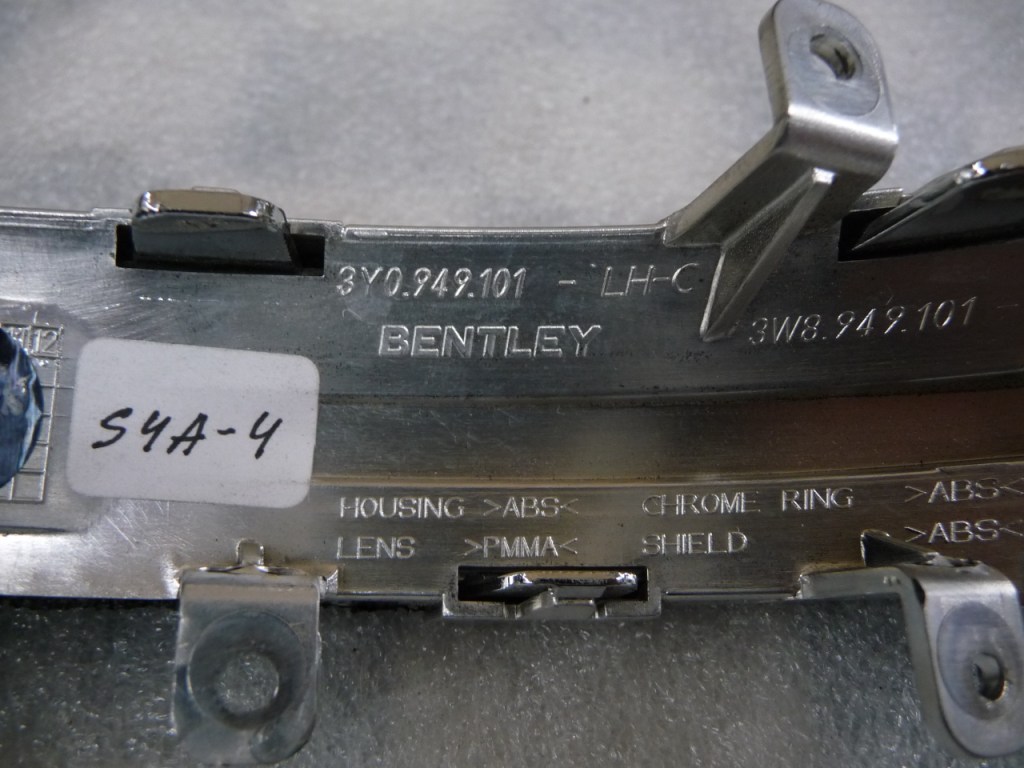 3Y0.949.101 - LH-C
BENTLEY
3W8.949.101 -
12
S4A-4
HOUSING >ABS< CHROME RING >ABS<
LENS >PMMA< SHIELD >ABS<